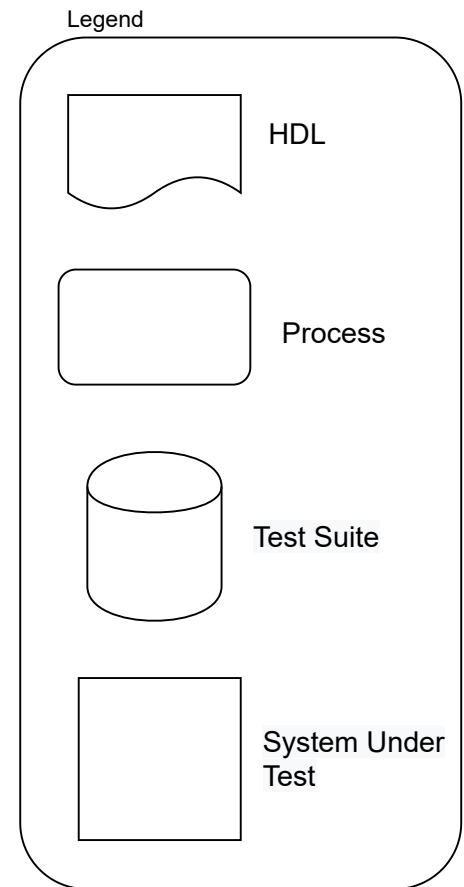 Legend
HDL
Process
Test Suite
System Under
Test